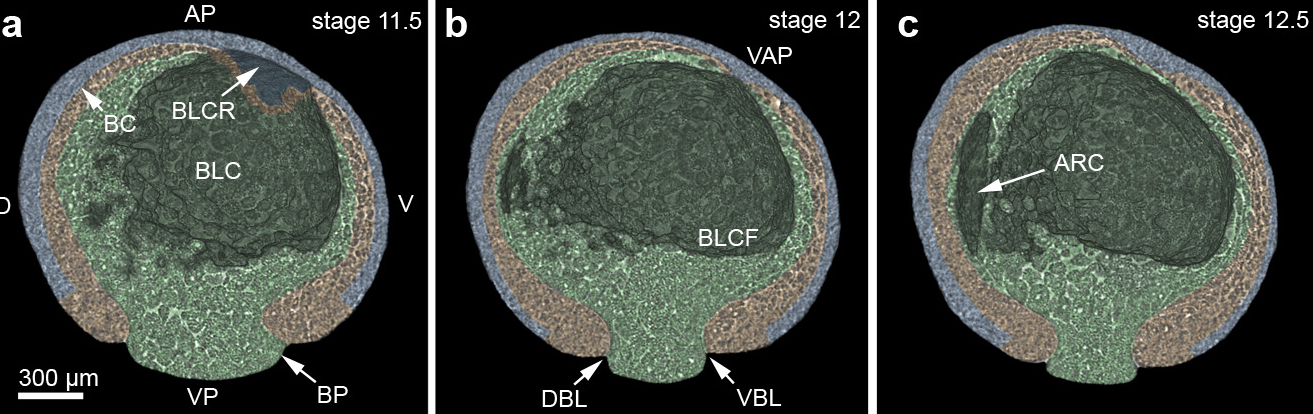 a
AP
stage 11.5
BLCR
BC
BLC
D
V
300 µm
VP
BP
b
stage 12
VAP
BLCF
DBL
VBL
c
stage 12.5
ARC